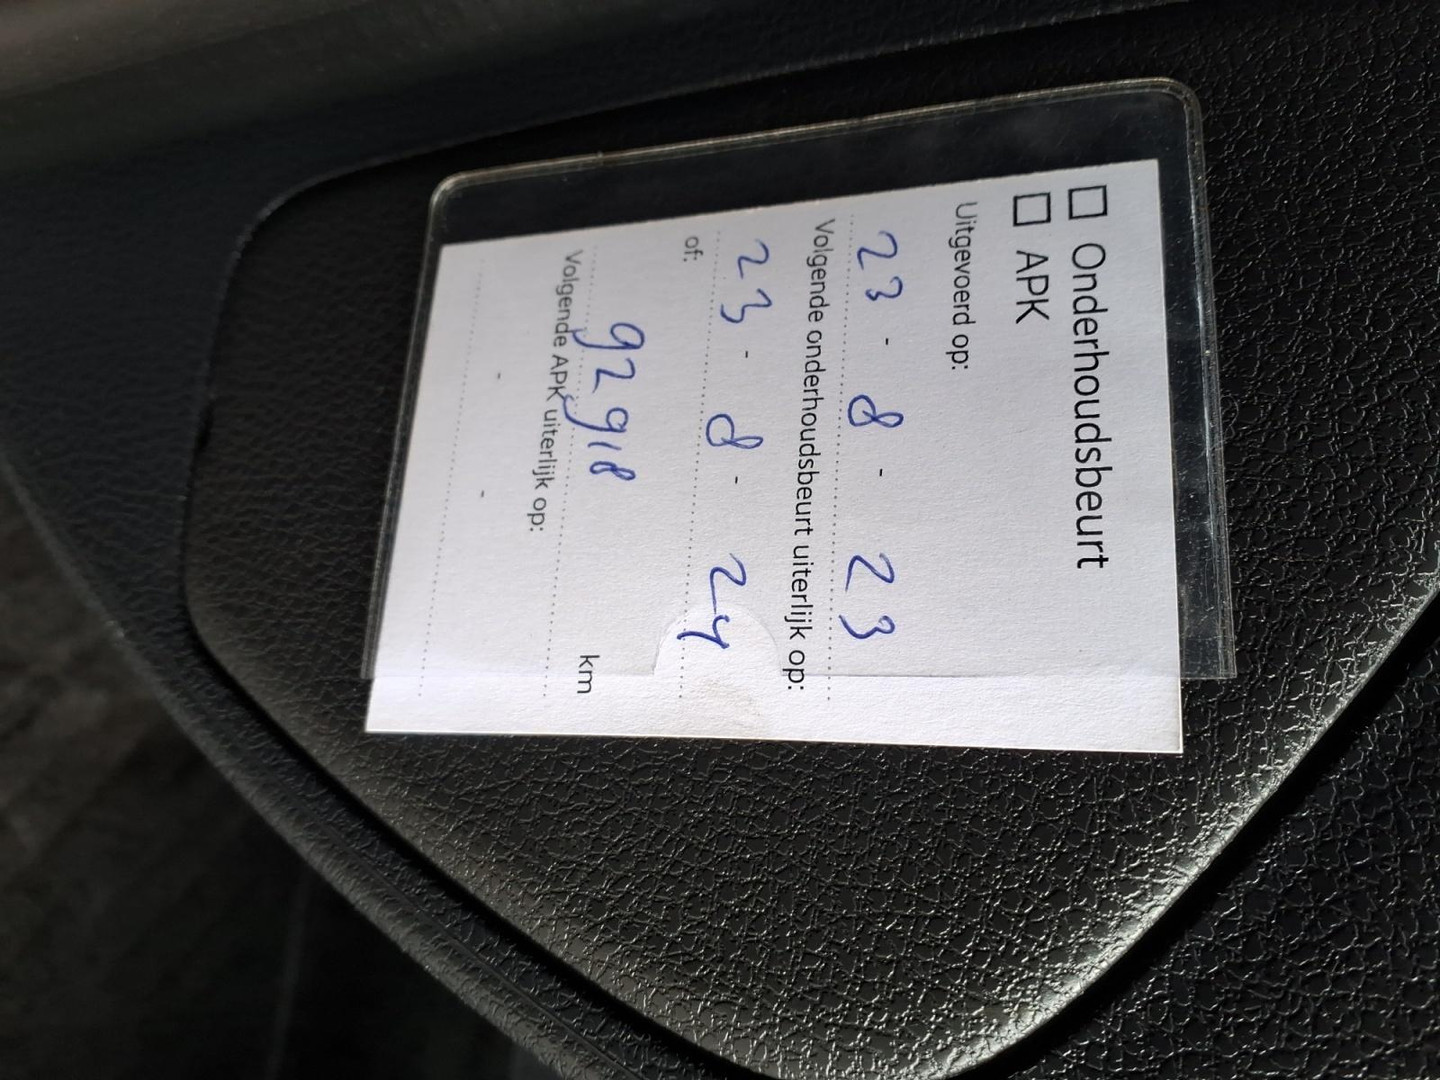 ☐ Onderhoudsbeurt
☐ APK
Uitgevoerd op:
23 - 8 - 23
Volgende onderhoudsbeurt uiterlijk op:
23 - 8 - 24
of:
92918 km
Volgende APK uiterlijk op:
- -